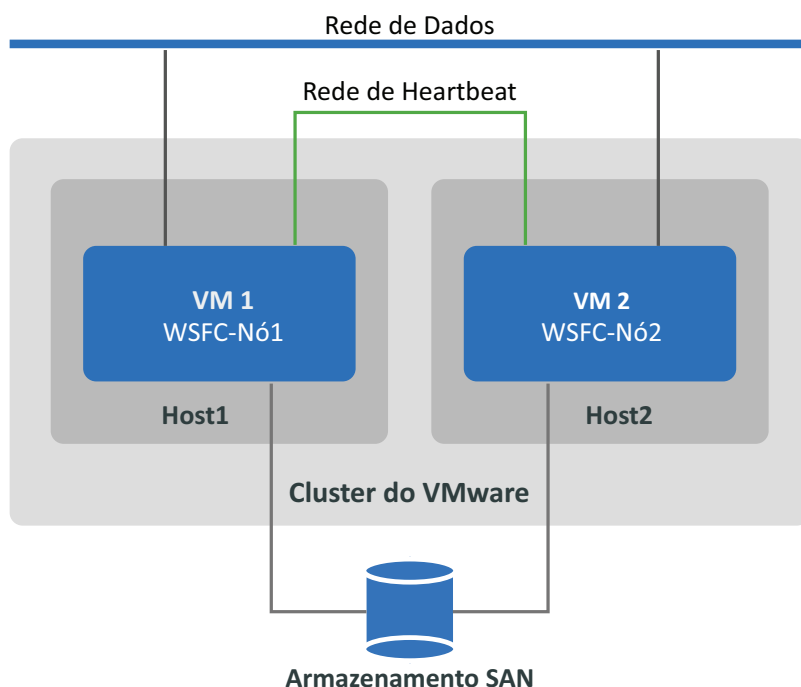 Rede de Dados
Rede de Heartbeat
VM 1
WSFC-Nó1
VM 2
WSFC-Nó2
Host1
Host2
Cluster do VMware
Armazenamento SAN